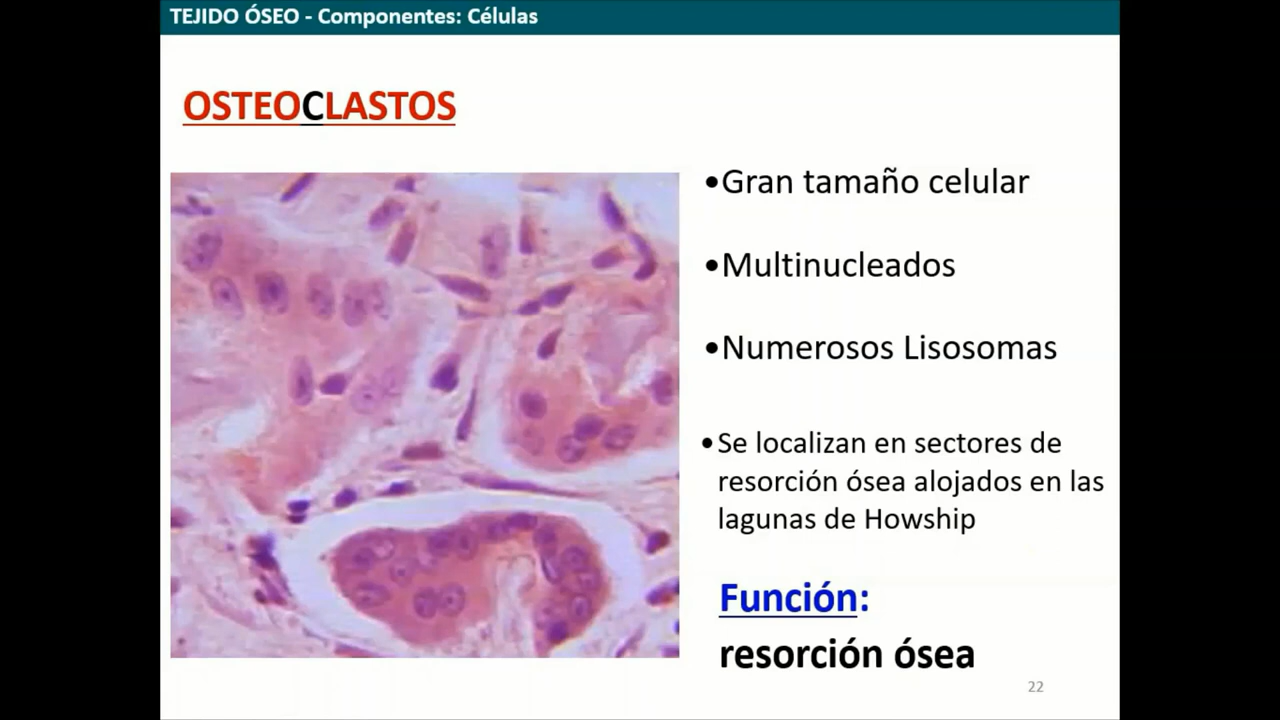 TEJIDO ÓSEO - Componentes: Células
OSTEOCLASTOS
•Gran tamaño celular
•Multinucleados
•Numerosos Lisosomas
•Se localizan en sectores de
resorción ósea alojados en las
lagunas de Howship
Función:
resorción ósea
22